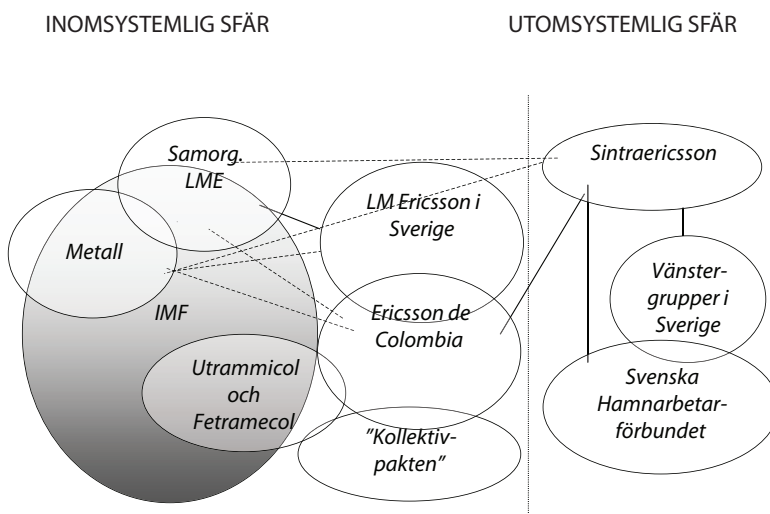 INOMSYSTEMLIG SFÄR
UTOMSYSTEMLIG SFÄR
Samorg.
LME
Sintraericsson
LM Ericsson i
Sverige
Metall
Vänster-
grupper i
Sverige
IMF
Ericsson de
Colombia
Utrammicol
och
Fetramecol
Svenska
Hamnarbetar-
förbundet
”Kollektiv-
pakten”